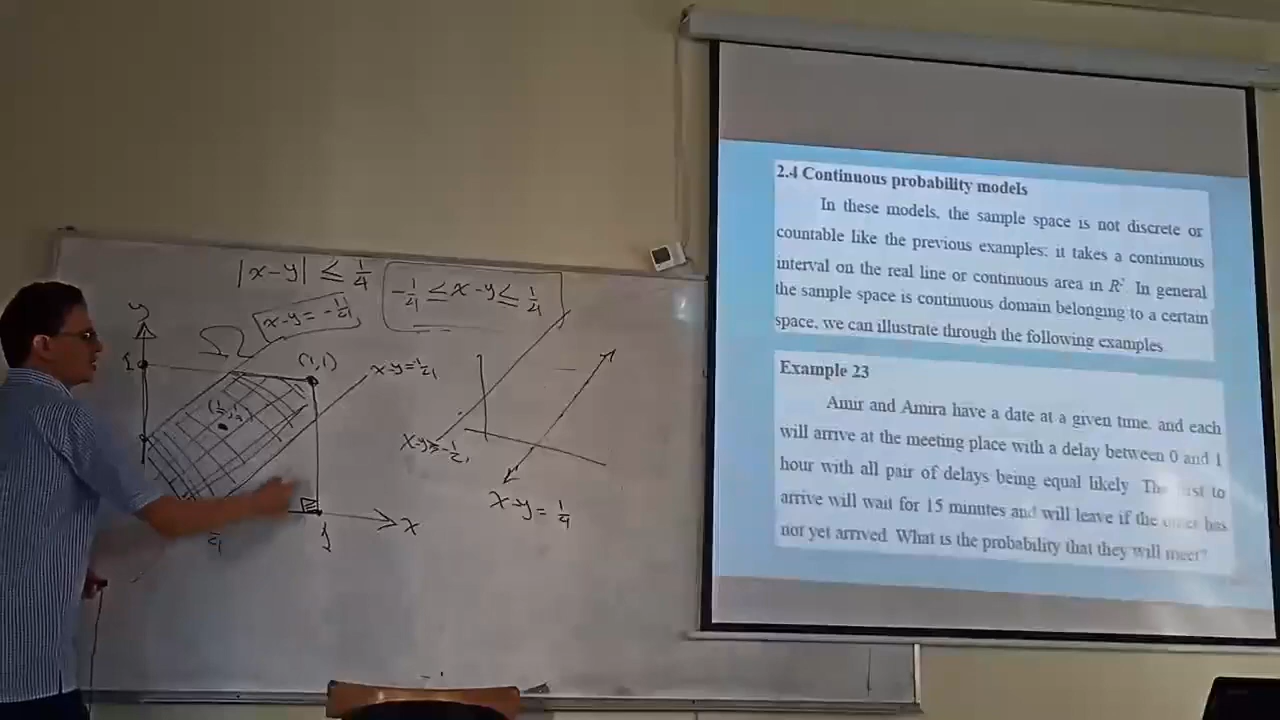 |x-y| ≤ 1/4
-1/4 ≤ x-y ≤ 1/4
x-y = -1/4
y
Ω
1
(1,1)
x-y = 1/4
x
1
x-y = 1/4
2.4 Continuous probability models
In these models, the sample space is not discrete or
countable like the previous examples; it takes a continuous
interval on the real line or continuous area in R². In general
the sample space is continuous domain belonging to a certain
space, we can illustrate through the following examples.
Example 23
Amir and Amira have a date at a given time, and each
will arrive at the meeting place with a delay between 0 and 1
hour with all pair of delays being equal likely. The to
arrive will wait for 15 minutes and will leave if the has
not yet arrived. What is the probability that they will meet?